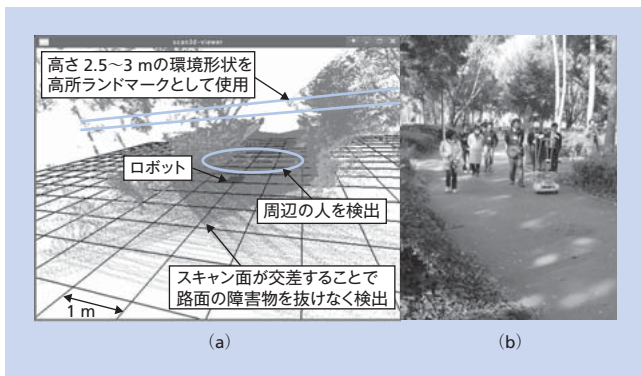 scan3d-viewer
高さ 2.5～3 mの環境形状を
高所ランドマークとして使用
ロボット
周辺の人を検出
スキャン面が交差することで
路面の障害物を抜けなく検出
1 m
(a)
(b)